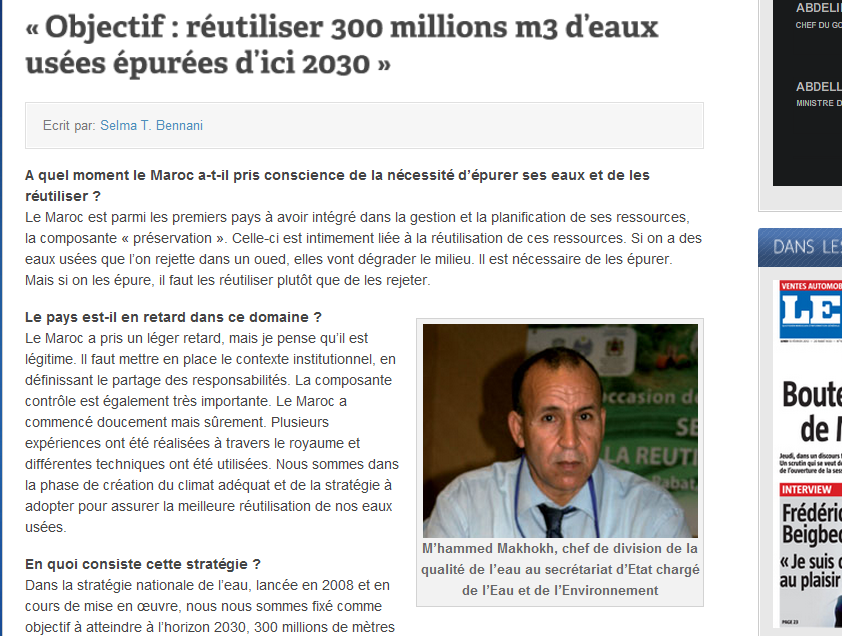 « Objectif : réutiliser 300 millions m3 d'eaux
usées épurées d'ici 2030 »
Ecrit par: Selma T. Bennani
A quel moment le Maroc a-t-il pris conscience de la nécessité d'épurer ses eaux et de les
réutiliser ?
Le Maroc est parmi les premiers pays à avoir intégré dans la gestion et la planification de ses ressources,
la composante « préservation ». Celle-ci est intimement liée à la réutilisation de ces ressources. Si on a des
eaux usées que l'on rejette dans un oued, elles vont dégrader le milieu. Il est nécessaire de les épurer.
Mais si on les épure, il faut les réutiliser plutôt que de les rejeter.
Le pays est-il en retard dans ce domaine ?
Le Maroc a pris un léger retard, mais je pense qu'il est
légitime. Il faut mettre en place le contexte institutionnel, en
définissant le partage des responsabilités. La composante
contrôle est également très importante. Le Maroc a
commencé doucement mais sûrement. Plusieurs
expériences ont été réalisées à travers le royaume et
différentes techniques ont été utilisées. Nous sommes dans
la phase de création du climat adéquat et de la stratégie à
adopter pour assurer la meilleure réutilisation de nos eaux
usées.
En quoi consiste cette stratégie ?
Dans la stratégie nationale de l'eau, lancée en 2008 et en
cours de mise en œuvre, nous nous sommes fixé comme
objectif à atteindre à l'horizon 2030, 300 millions de mètres
occasion de
SE
LA REUTI
Rabat
M'hammed Makhokh, chef de division de la
qualité de l'eau au secrétariat d'Etat chargé
de l'Eau et de l'Environnement
ABDELI
CHEF DU GO
ABDELL
MINISTRE D
DANS LES
VENTES AUTOMOB
LE
Boute
de
Jeudi, dans un discours
Un scrutin qui se veut d
de l'ouverture de la ses
INTERVIEW
Frédéric
Beigbed
« Je suis
au plaisir
PAGE 23